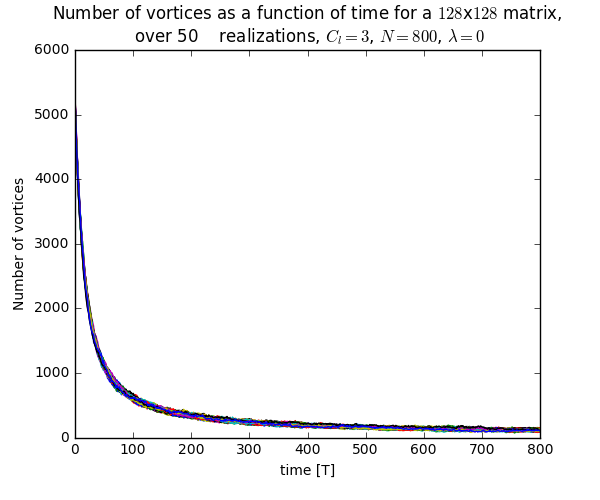 Number of vortices as a function of time for a 128x128 matrix,
over 50 realizations, C_l = 3, N = 800, λ = 0
6000
5000
4000
3000
2000
1000
0
Number of vortices
0 100 200 300 400 500 600 700 800
time [T]